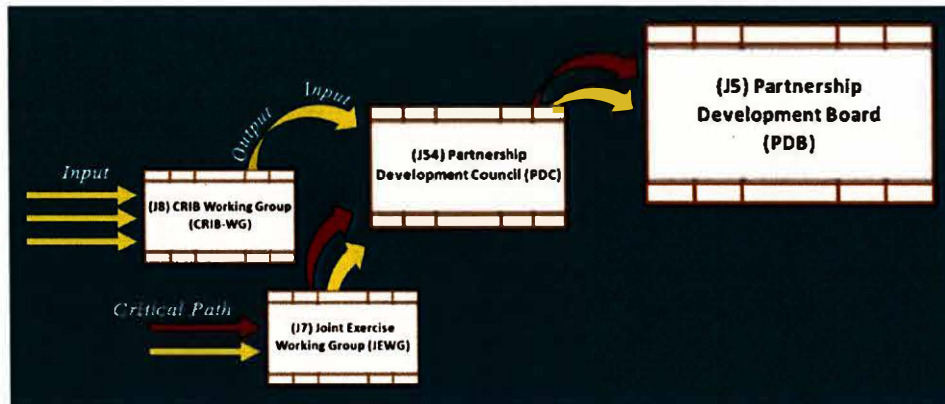 (J5) Partnership
Development Board
(PDB)
Input
Output
(J54) Partnership
Development Council (PDC)
Input
(J8) CRIB Working Group
(CRIB-WG)
Critical Path
(J7) Joint Exercise
Working Group (JEWG)